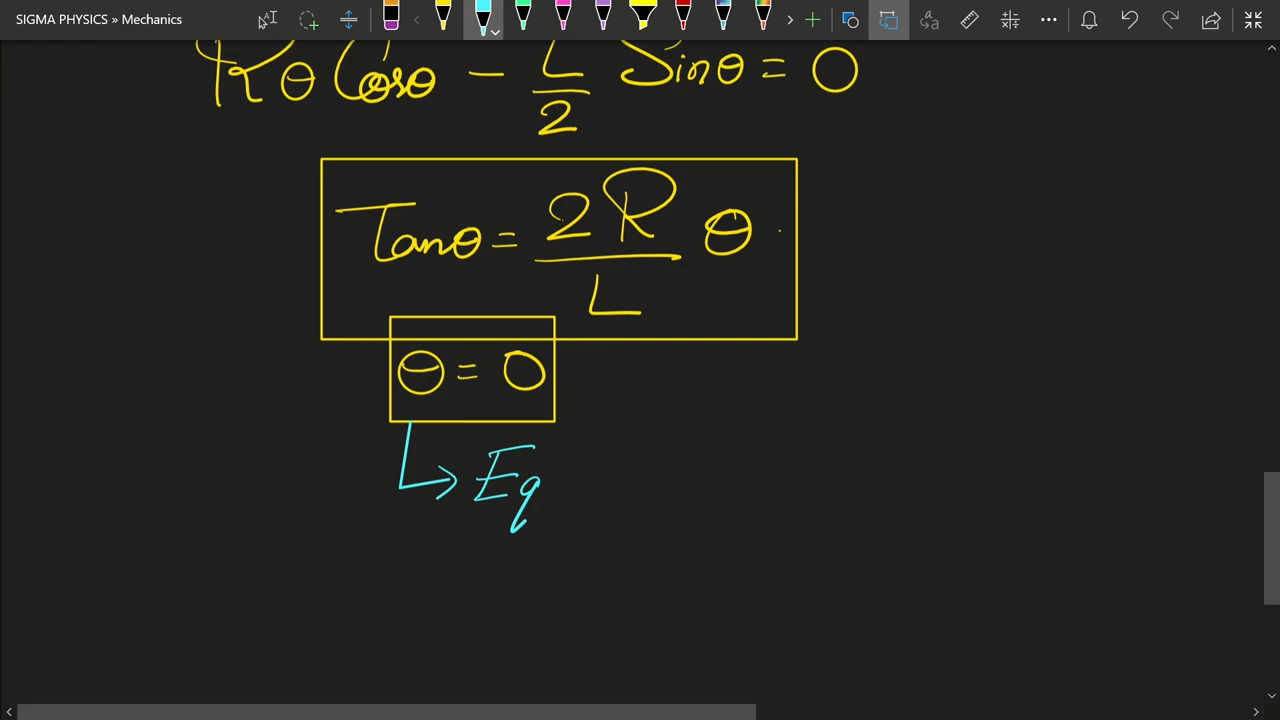 SIGMA PHYSICS » Mechanics
Rθ Cosθ - L/2 Sinθ = 0
Tanθ = 2R/L θ
θ = 0
Eq